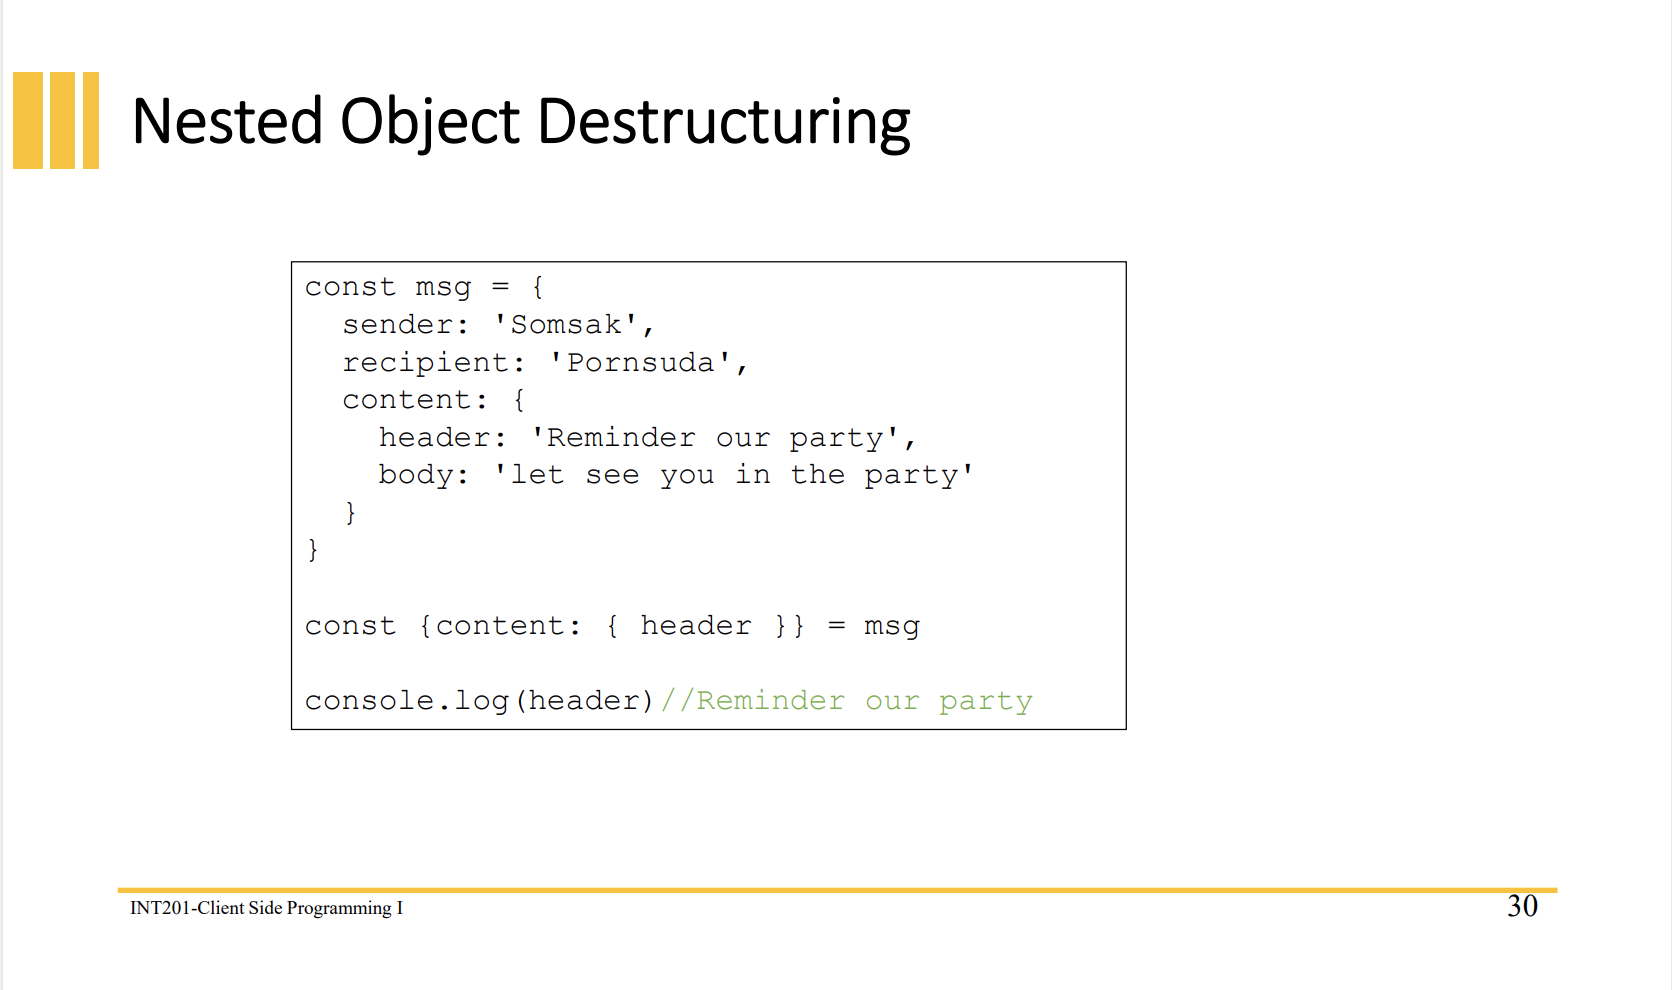 Nested Object Destructuring
const msg = {
  sender: 'Somsak',
  recipient: 'Pornsuda',
  content: {
    header: 'Reminder our party',
    body: 'let see you in the party'
  }
}
const {content: { header }} = msg
console.log(header)//Reminder our party
INT201-Client Side Programming I
30